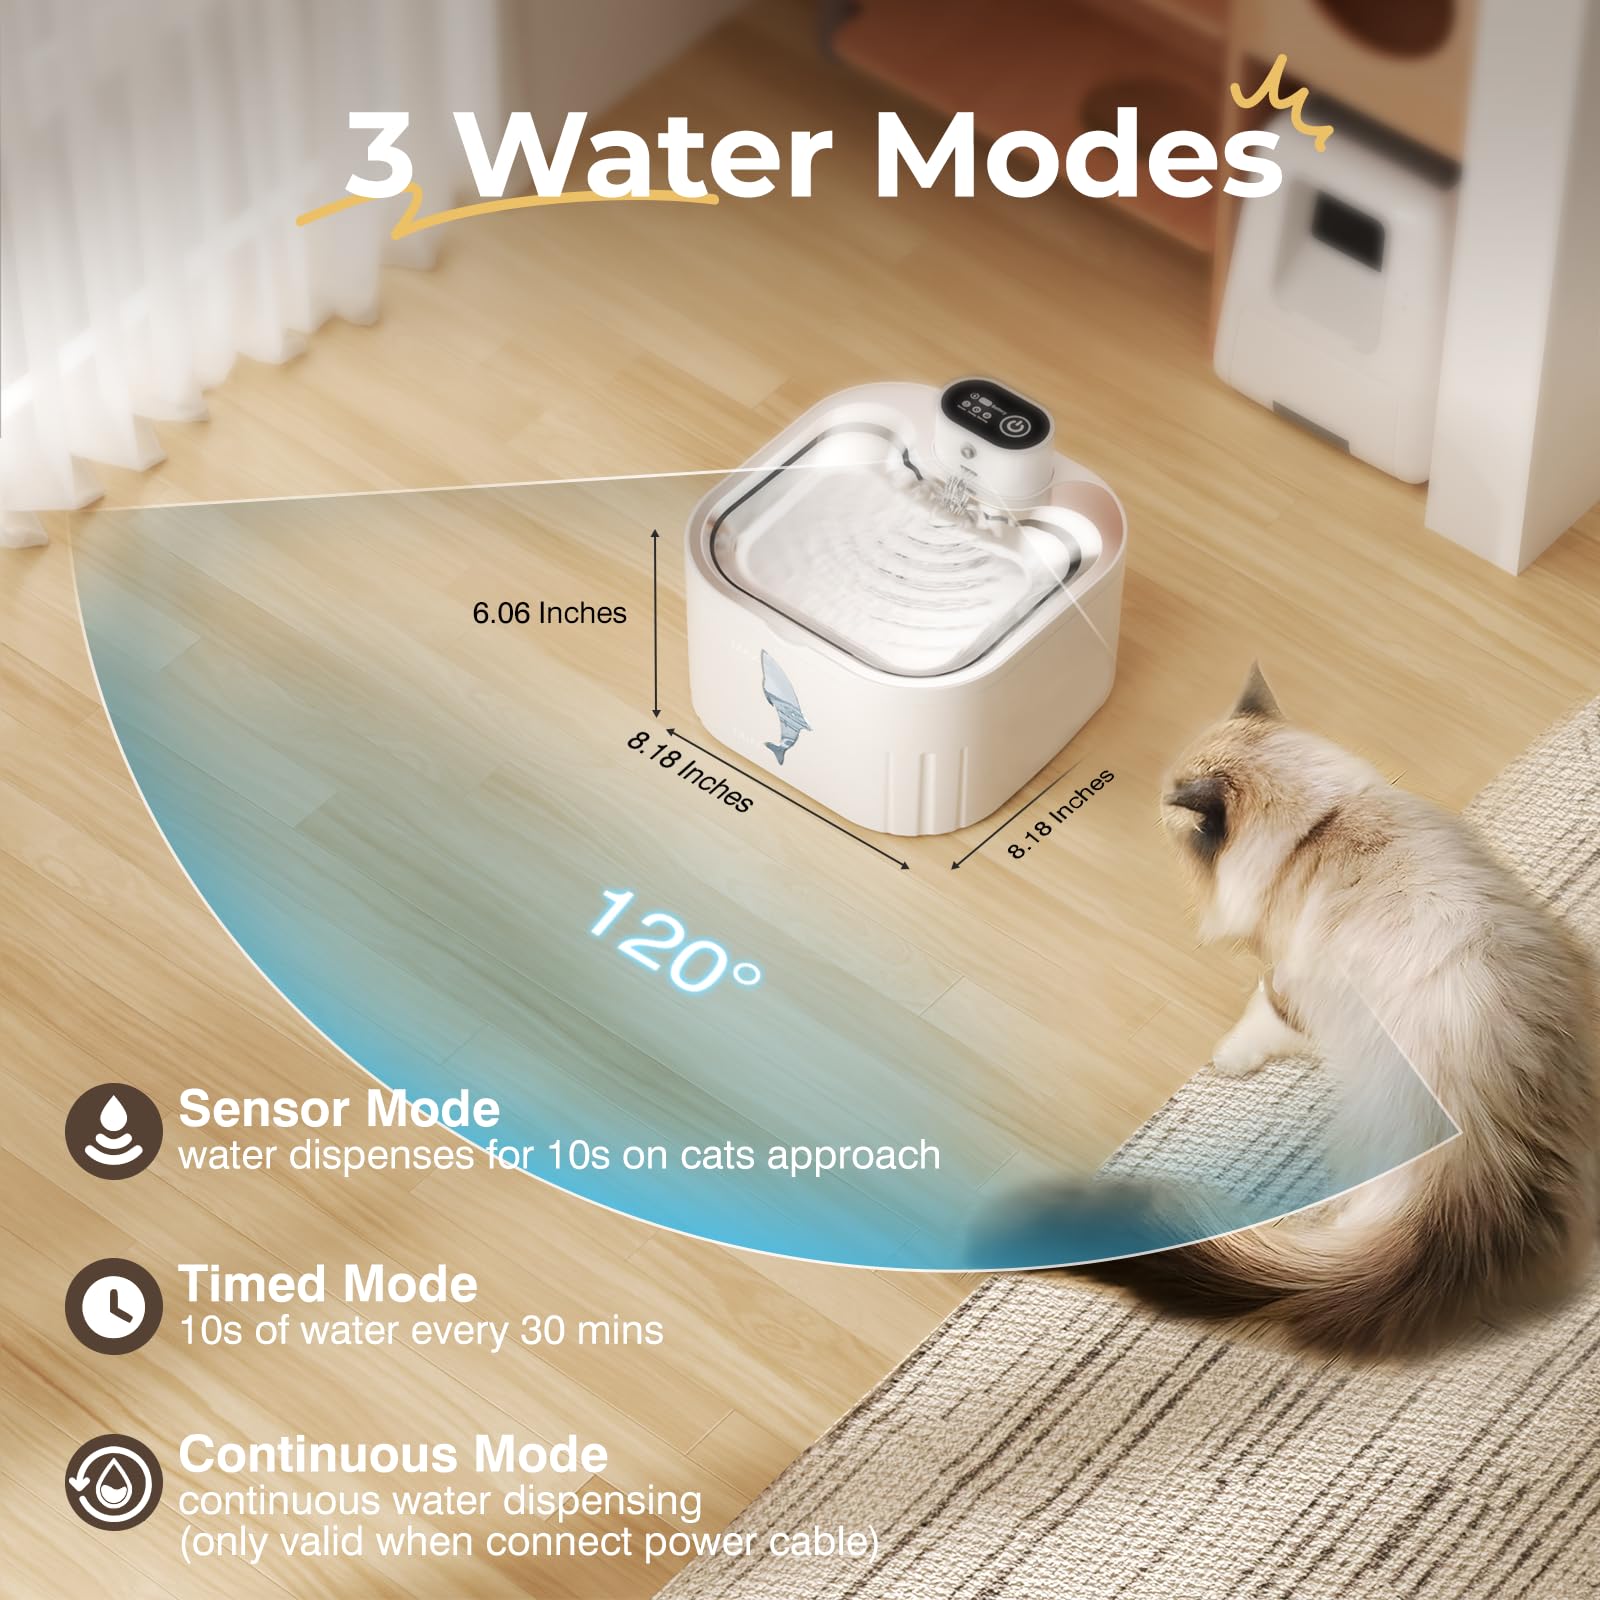 3 Water Modes
6.06 Inches
8.18 Inches
8.18 Inches
120°
Sensor Mode
water dispenses for 10s on cats approach
Timed Mode
10s of water every 30 mins
Continuous Mode
continuous water dispensing
(only valid when connect power cable)